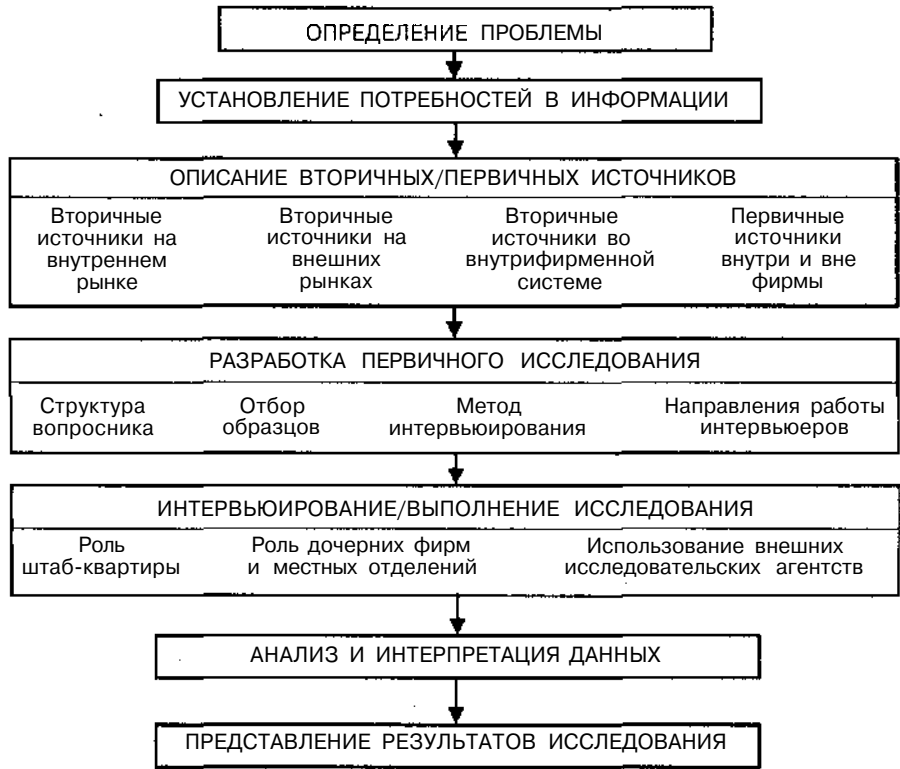 ОПРЕДЕЛЕНИЕ ПРОБЛЕМЫ
УСТАНОВЛЕНИЕ ПОТРЕБНОСТЕЙ В ИНФОРМАЦИИ
ОПИСАНИЕ ВТОРИЧНЫХ/ПЕРВИЧНЫХ ИСТОЧНИКОВ
Вторичные
источники на
внутреннем
рынке
Вторичные
источники на
внешних
рынках
Вторичные
источники во
внутрифирменной
системе
Первичные
источники
внутри и вне
фирмы
РАЗРАБОТКА ПЕРВИЧНОГО ИССЛЕДОВАНИЯ
Структура
вопросника
Отбор
образцов
Метод
интервьюирования
Направления работы
интервьюеров
ИНТЕРВЬЮИРОВАНИЕ/ВЫПОЛНЕНИЕ ИССЛЕДОВАНИЯ
Роль
штаб-квартиры
Роль дочерних фирм
и местных отделений
Использование внешних
исследовательских агентств
АНАЛИЗ И ИНТЕРПРЕТАЦИЯ ДАННЫХ
ПРЕДСТАВЛЕНИЕ РЕЗУЛЬТАТОВ ИССЛЕДОВАНИЯ